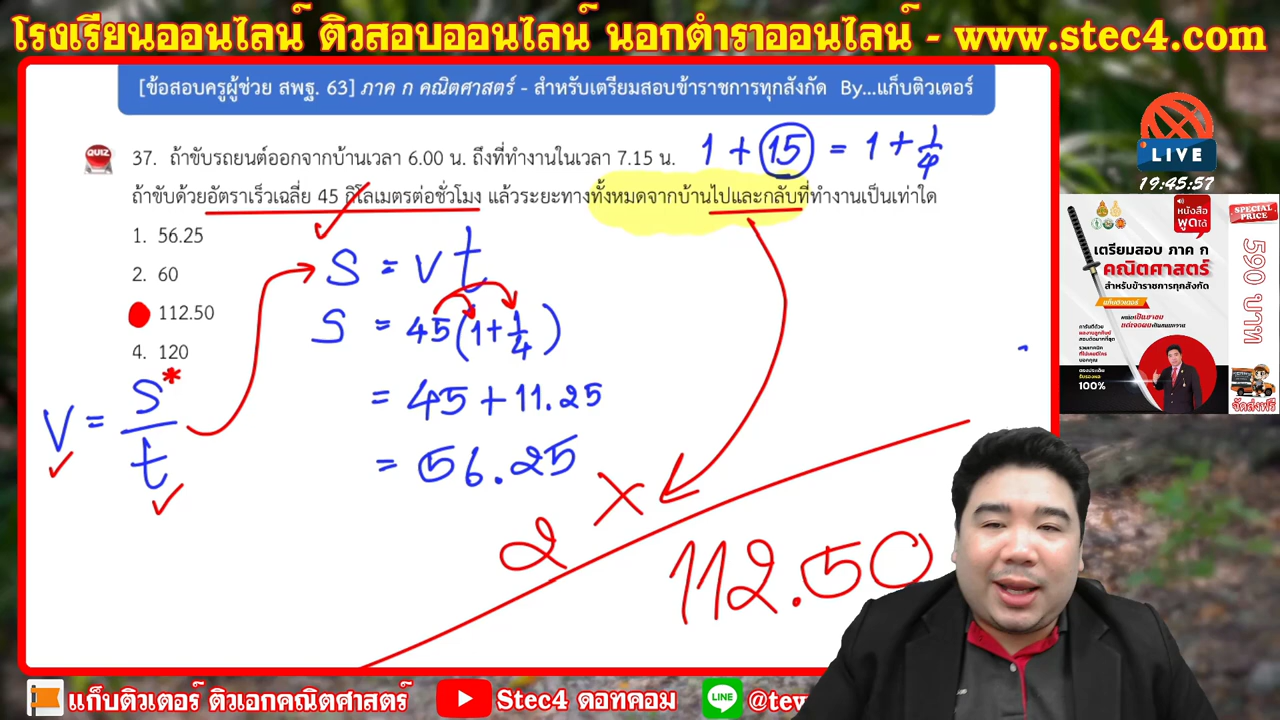 โรงเรียนออนไลน์ ติวสอบออนไลน์ นอกตำราออนไลน์ - www.stec4.com
[ข้อสอบครูผู้ช่วย สพฐ. 63] ภาค ก คณิตศาสตร์ - สำหรับเตรียมสอบข้าราชการทุกสังกัด By...แก๊บติวเตอร์
QUIZ
37. ถ้าขับรถยนต์ออกจากบ้านเวลา 6.00 น. ถึงที่ทำงานในเวลา 7.15 น.
1 + 15 = 1 + 1/4
ถ้าขับด้วยอัตราเร็วเฉลี่ย 45 กิโลเมตรต่อชั่วโมง แล้วระยะทางทั้งหมดจากบ้านไปและกลับที่ทำงานเป็นเท่าใด
1. 56.25
2. 60
112.50
4. 120
S = vt
S = 45(1+1/4)
= 45 + 11.25
= 56.25
V = S*/t
2 ×
112.50
LIVE
19:45:57
หนังสือ
พูดได้
SPECIAL
PRICE
เตรียมสอบ ภาค ก
คณิตศาสตร์
สำหรับข้าราชการทุกสังกัด
แก๊บติวเตอร์
100%
590 บาท
จัดส่งฟรี
แก๊บติวเตอร์ ติวเอกคณิตศาสตร์
Stec4 ดอทคอม
LINE